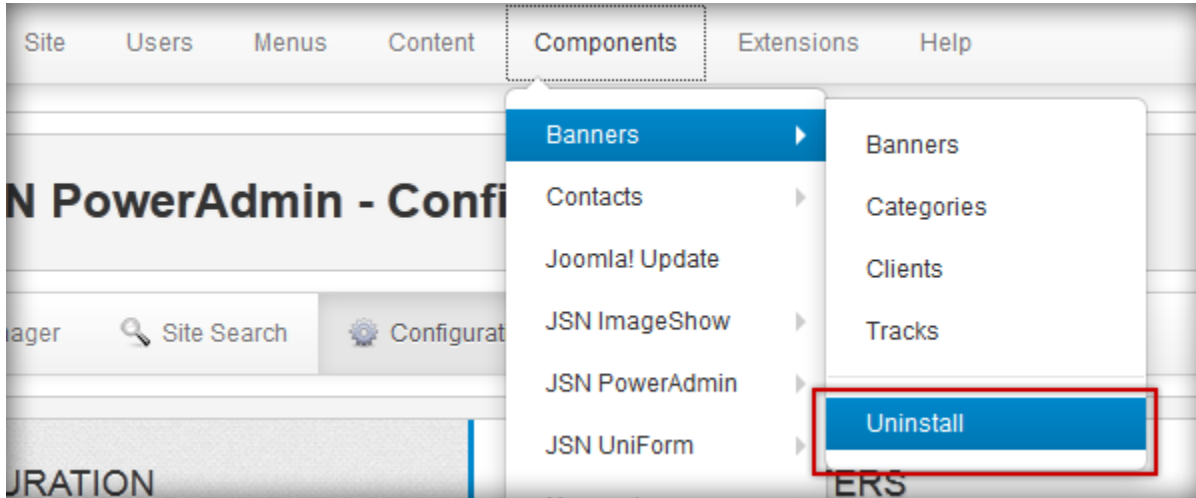 Site Users Menus Content Components Extensions Help
Banners
Contacts
Joomla! Update
JSN ImageShow
JSN PowerAdmin
JSN UniForm
Banners
Categories
Clients
Tracks
Uninstall
N PowerAdmin - Confi
ager Site Search Configurat
URATION
ERS